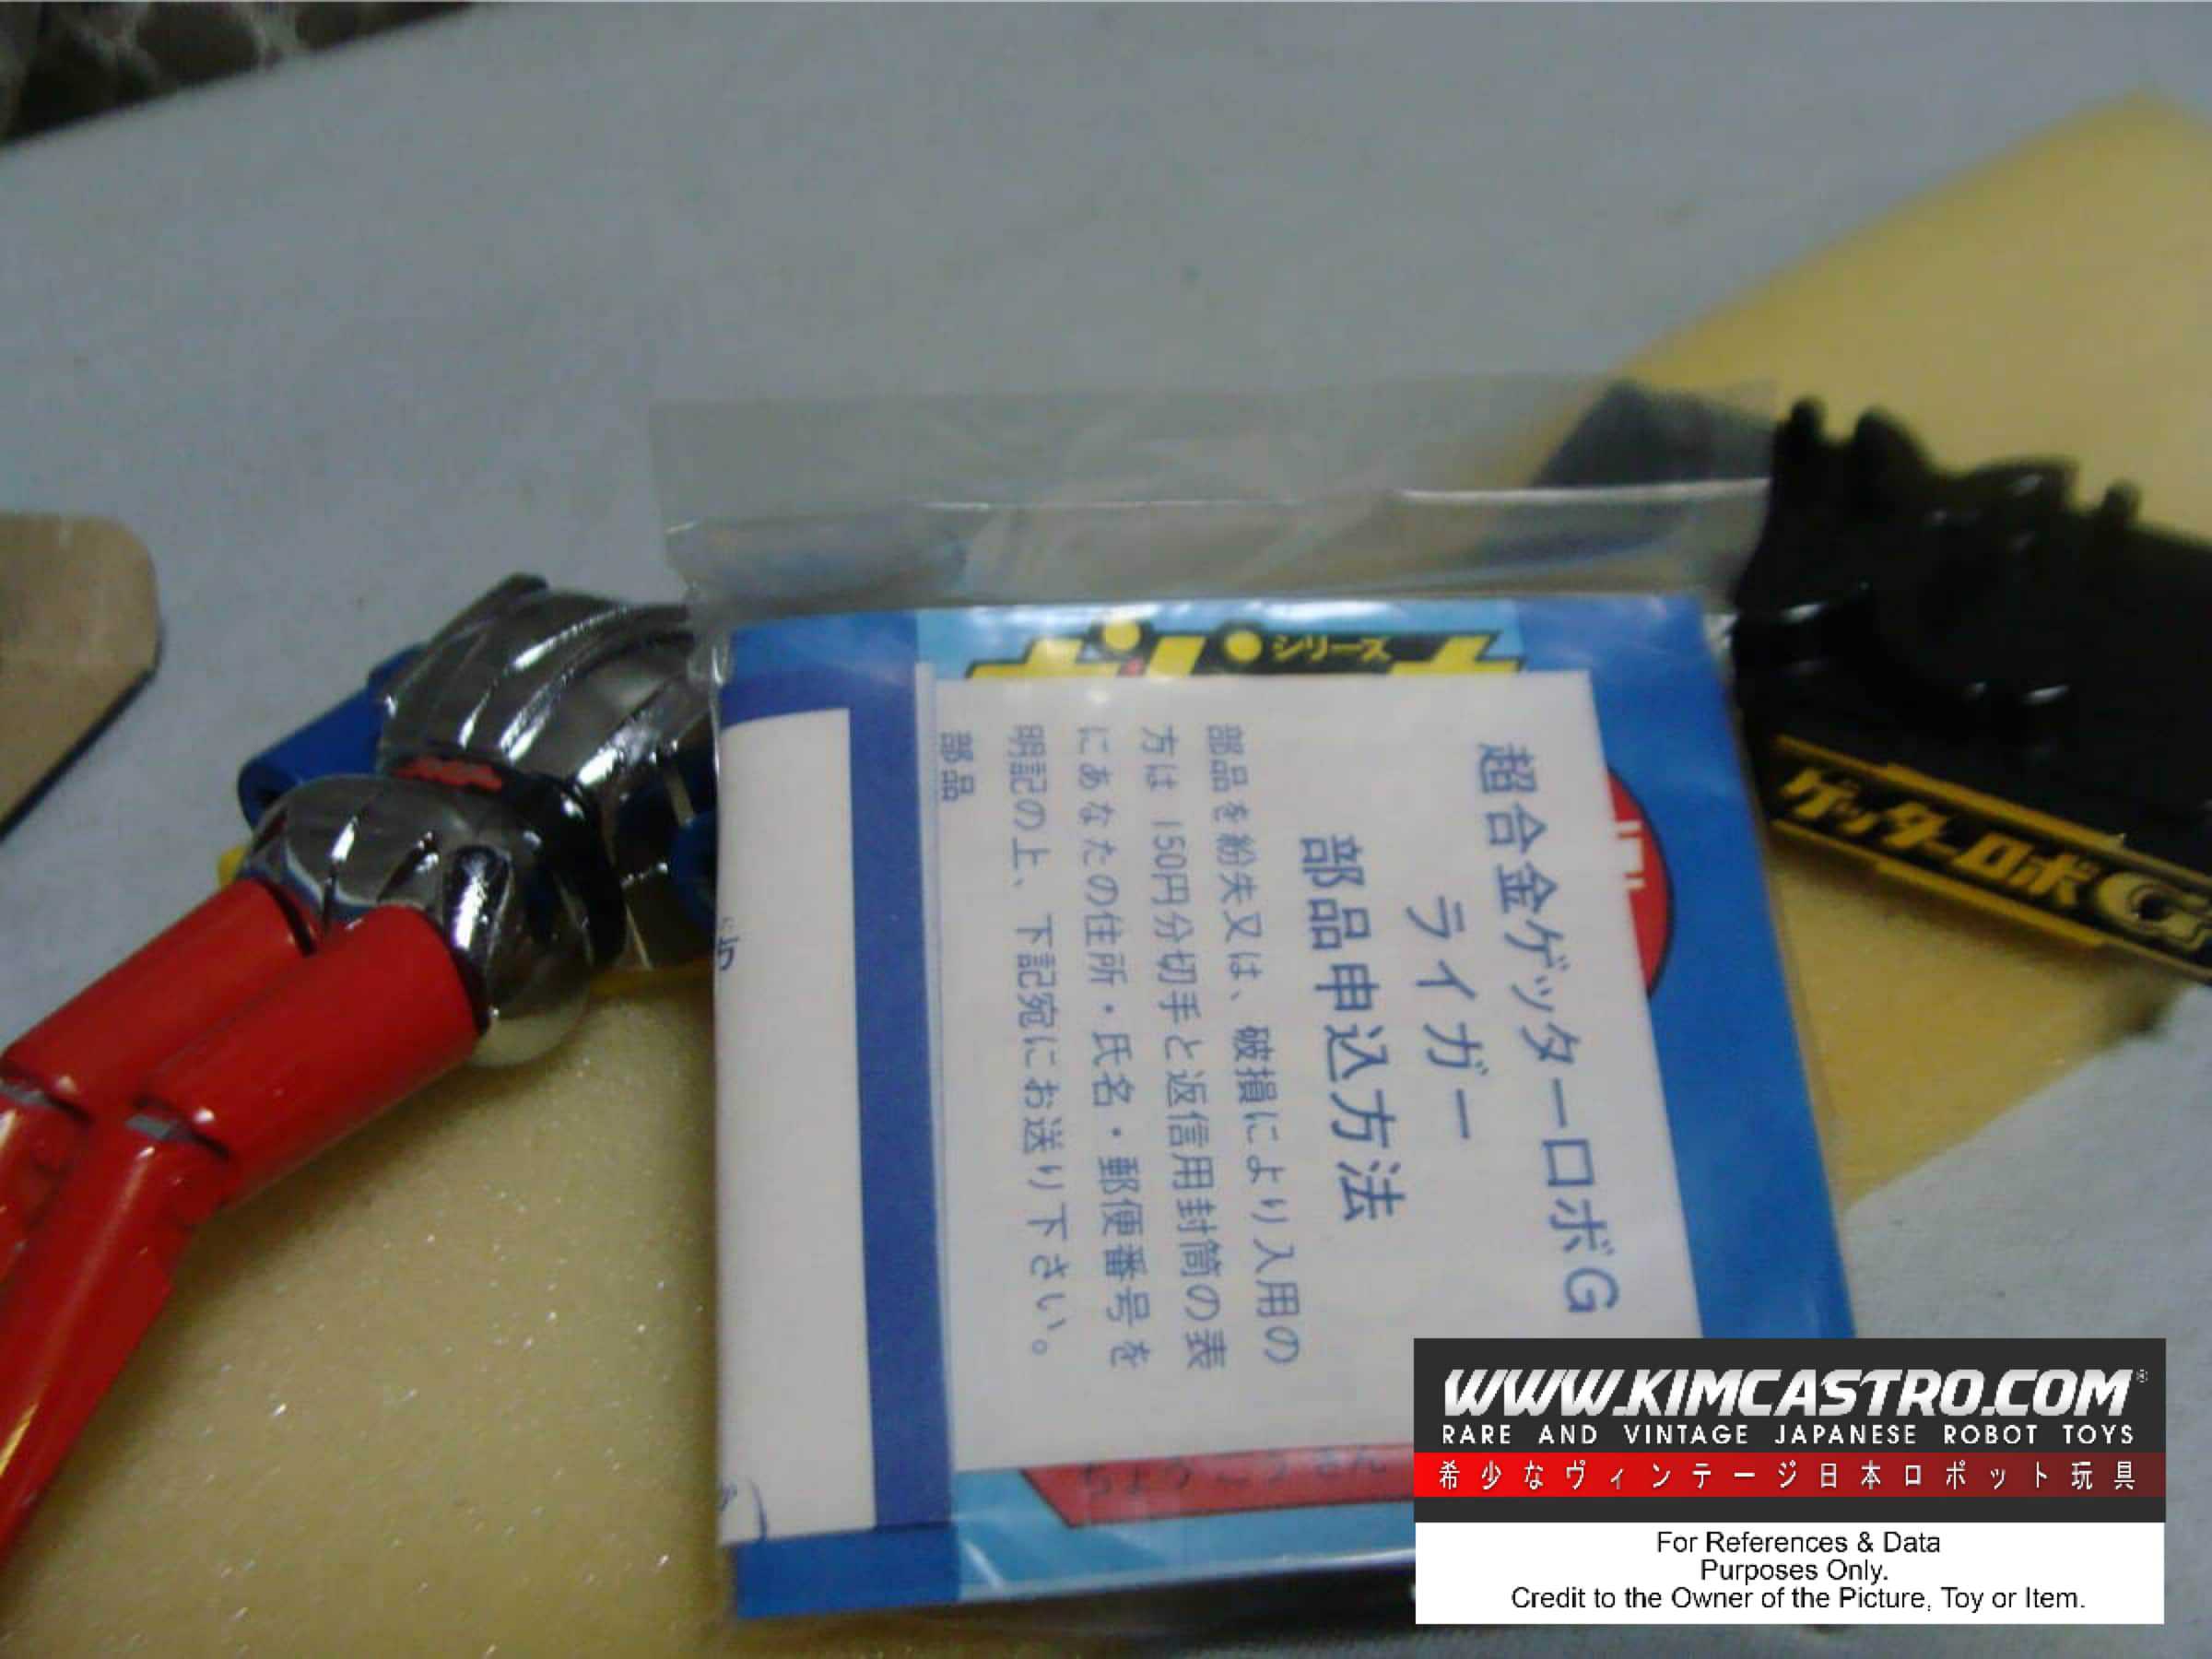 シリーズ
超合金ゲッターロボG
ライガー
部品申込方法
部品を紛失又は、破損により入用の
方は 150円分切手と返信用封筒の表
にあなたの住所・氏名・郵便番号を
明記の上、下記宛にお送り下さい。
部品
ゲッターロボG
ちょうごうきん
WWW.KIMCASTRO.COM®
RARE AND VINTAGE JAPANESE ROBOT TOYS
希少なヴィンテージ日本ロボット玩具
For References & Data
Purposes Only.
Credit to the Owner of the Picture, Toy or Item.